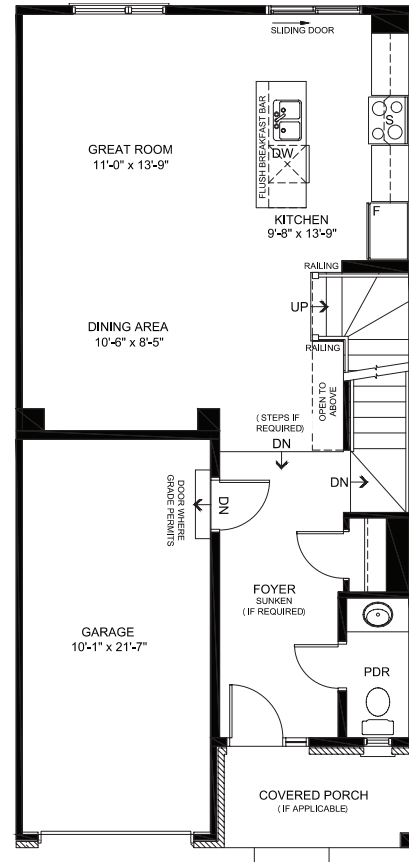 SLIDING DOOR
GREAT ROOM
11'-0" x 13'-9"
FLUSH BREAKFAST BAR
DW
S
KITCHEN
9'-8" x 13'-9"
F
RAILING
UP
DINING AREA
10'-6" x 8'-5"
RAILING
OPEN TO
ABOVE
(STEPS IF
REQUIRED)
DN
DN
DOOR WHERE
GRADE PERMITS
DN
FOYER
SUNKEN
(IF REQUIRED)
GARAGE
10'-1" x 21'-7"
PDR
COVERED PORCH
(IF APPLICABLE)